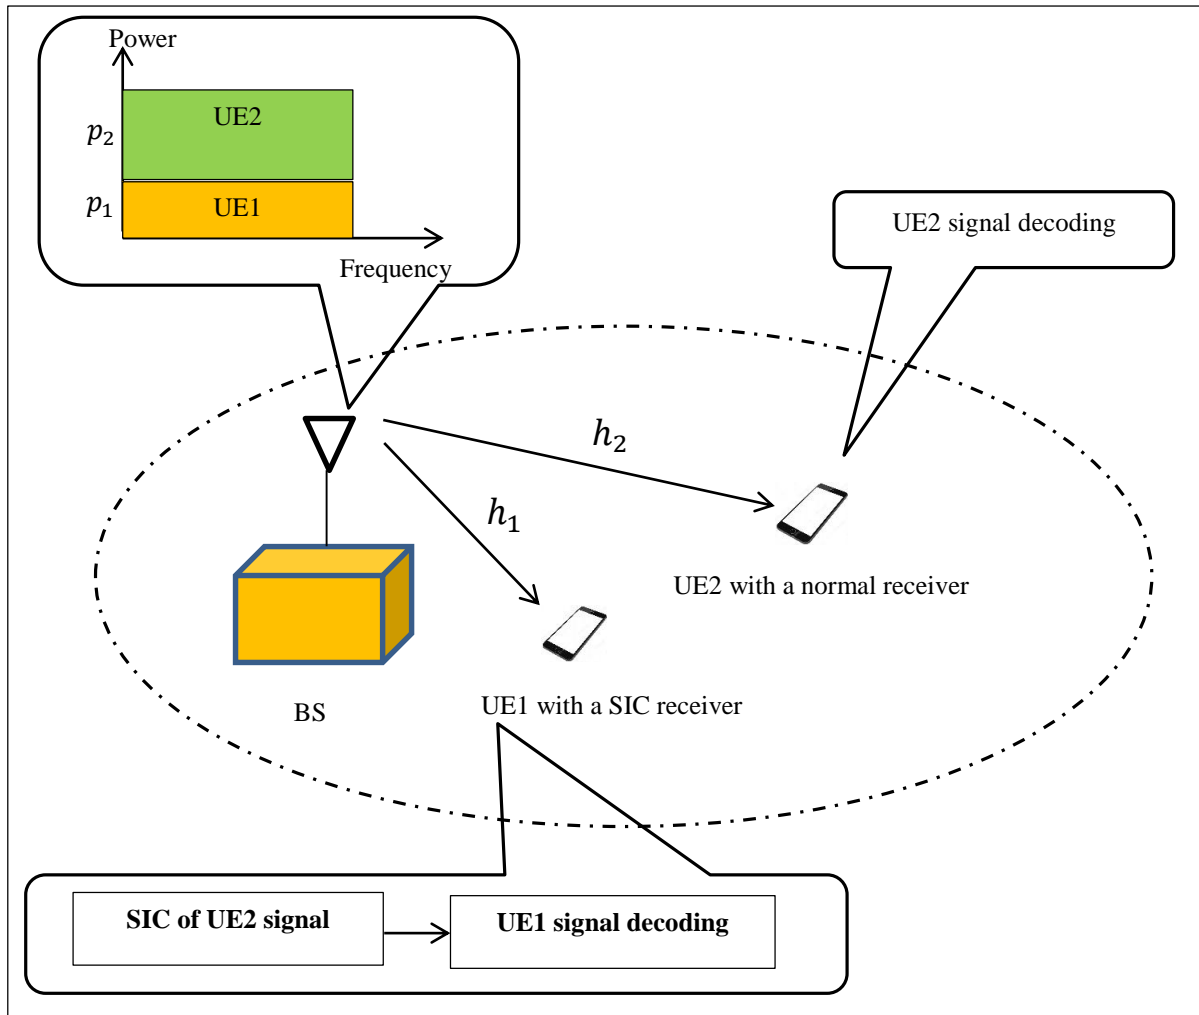 Power
UE2
p₂
UE1
p₁
Frequency
UE2 signal decoding
h₂
h₁
UE2 with a normal receiver
UE1 with a SIC receiver
BS
SIC of UE2 signal
UE1 signal decoding